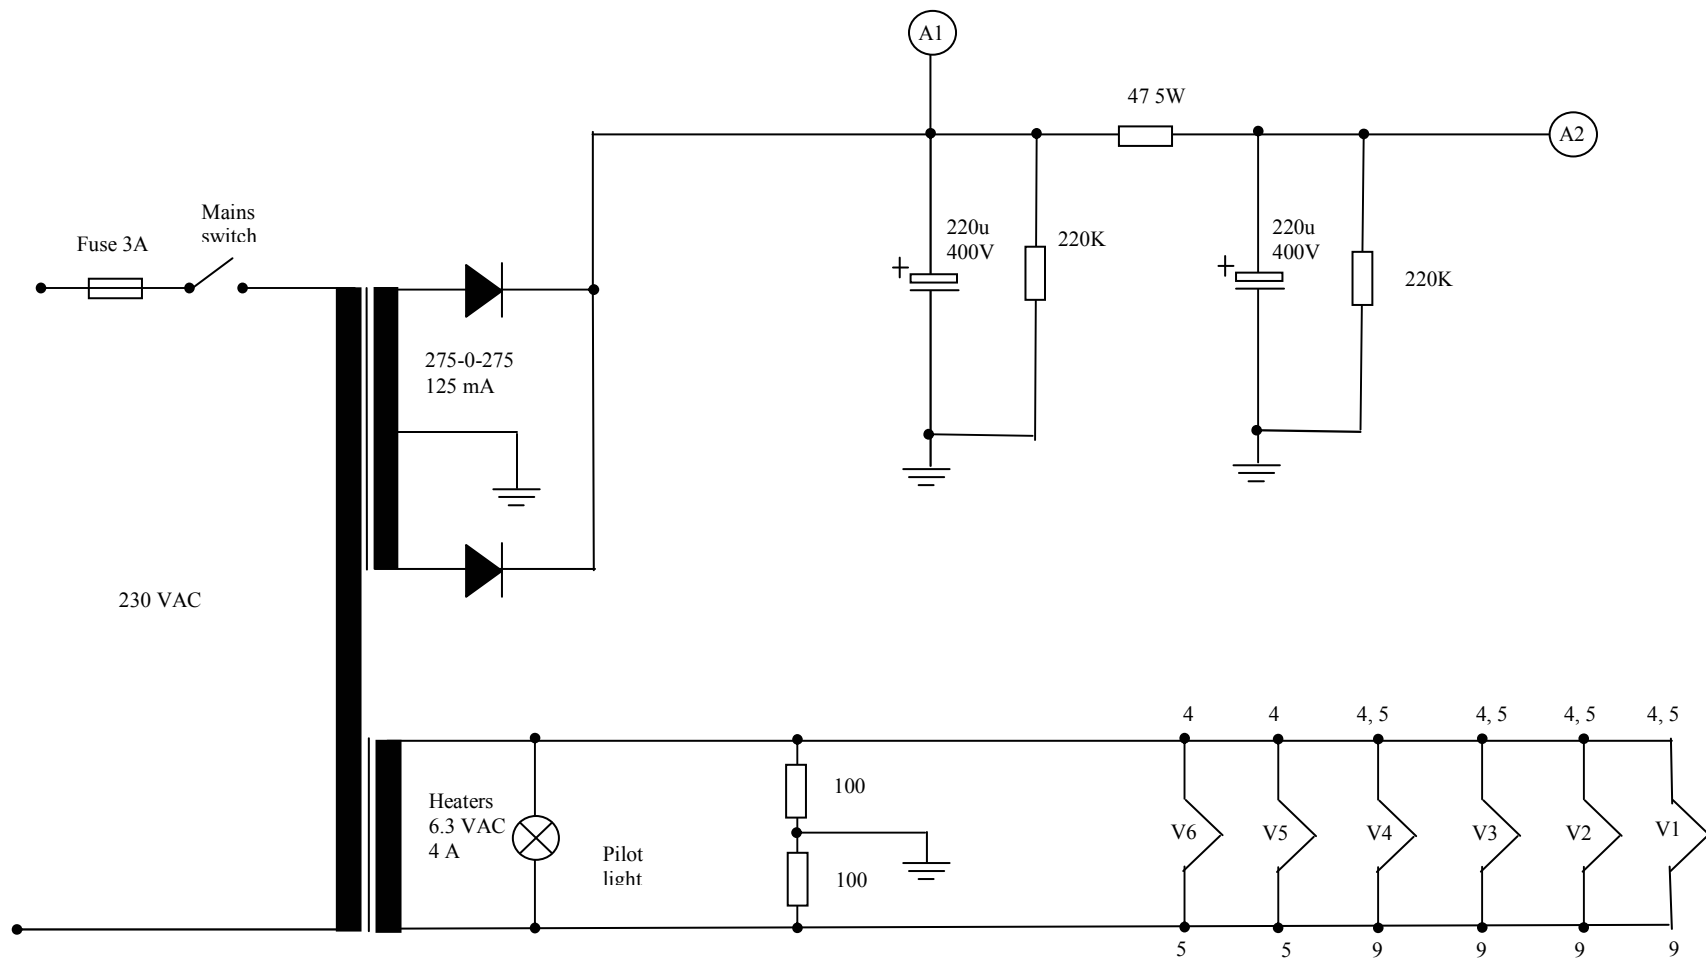 A1
47 5W
A2
Mains
switch
Fuse 3A
220u
400V
220K
220u
400V
220K
275-0-275
125 mA
230 VAC
4
4
4, 5
4, 5
4, 5
4, 5
Heaters
6.3 VAC
4 A
Pilot
light
100
100
V6
V5
V4
V3
V2
V1
5
5
9
9
9
9